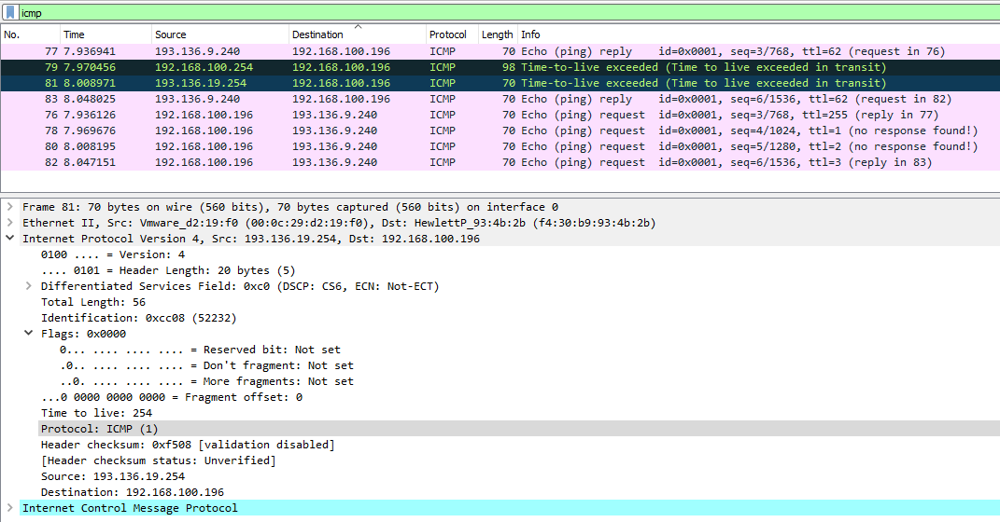 icmp
No. Time Source Destination Protocol Length Info
77 7.936941 193.136.9.240 192.168.100.196 ICMP 70 Echo (ping) reply id=0x0001, seq=3/768, ttl=62 (request in 76)
79 7.970456 192.168.100.254 192.168.100.196 ICMP 98 Time-to-live exceeded (Time to live exceeded in transit)
81 8.008971 193.136.19.254 192.168.100.196 ICMP 70 Time-to-live exceeded (Time to live exceeded in transit)
83 8.048025 193.136.9.240 192.168.100.196 ICMP 70 Echo (ping) reply id=0x0001, seq=6/1536, ttl=62 (request in 82)
76 7.936126 192.168.100.196 193.136.9.240 ICMP 70 Echo (ping) request id=0x0001, seq=3/768, ttl=255 (reply in 77)
78 7.969676 192.168.100.196 193.136.9.240 ICMP 70 Echo (ping) request id=0x0001, seq=4/1024, ttl=1 (no response found!)
80 8.008195 192.168.100.196 193.136.9.240 ICMP 70 Echo (ping) request id=0x0001, seq=5/1280, ttl=2 (no response found!)
82 8.047151 192.168.100.196 193.136.9.240 ICMP 70 Echo (ping) request id=0x0001, seq=6/1536, ttl=3 (reply in 83)
Frame 81: 70 bytes on wire (560 bits), 70 bytes captured (560 bits) on interface 0
Ethernet II, Src: Vmware_d2:19:f0 (00:0c:29:d2:19:f0), Dst: HewlettP_93:4b:2b (f4:30:b9:93:4b:2b)
Internet Protocol Version 4, Src: 193.136.19.254, Dst: 192.168.100.196
0100 .... = Version: 4
.... 0101 = Header Length: 20 bytes (5)
Differentiated Services Field: 0xc0 (DSCP: CS6, ECN: Not-ECT)
Total Length: 56
Identification: 0xcc08 (52232)
Flags: 0x0000
0... .... .... .... = Reserved bit: Not set
.0.. .... .... .... = Don't fragment: Not set
..0. .... .... .... = More fragments: Not set
...0 0000 0000 0000 = Fragment offset: 0
Time to live: 254
Protocol: ICMP (1)
Header checksum: 0xf508 [validation disabled]
[Header checksum status: Unverified]
Source: 193.136.19.254
Destination: 192.168.100.196
Internet Control Message Protocol